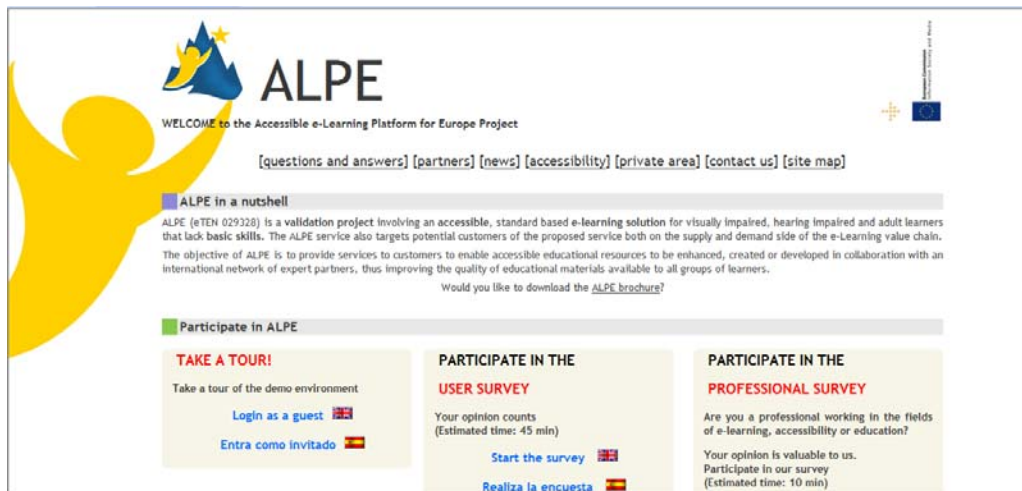 ALPE
European Commission
Information Society and Media
WELCOME to the Accessible e-Learning Platform for Europe Project
[questions and answers] [partners] [news] [accessibility] [private area] [contact us] [site map]
ALPE in a nutshell
ALPE (eTEN 029328) is a validation project involving an accessible, standard based e-learning solution for visually impaired, hearing impaired and adult learners
that lack basic skills. The ALPE service also targets potential customers of the proposed service both on the supply and demand side of the e-Learning value chain.
The objective of ALPE is to provide services to customers to enable accessible educational resources to be enhanced, created or developed in collaboration with an
international network of expert partners, thus improving the quality of educational materials available to all groups of learners.
Would you like to download the ALPE brochure?
Participate in ALPE
TAKE A TOUR!
Take a tour of the demo environment
Login as a guest
Entra como invitado
PARTICIPATE IN THE
USER SURVEY
Your opinion counts
(Estimated time: 45 min)
Start the survey
Realiza la encuesta
PARTICIPATE IN THE
PROFESSIONAL SURVEY
Are you a professional working in the fields
of e-learning, accessibility or education?
Your opinion is valuable to us.
Participate in our survey
(Estimated time: 10 min)